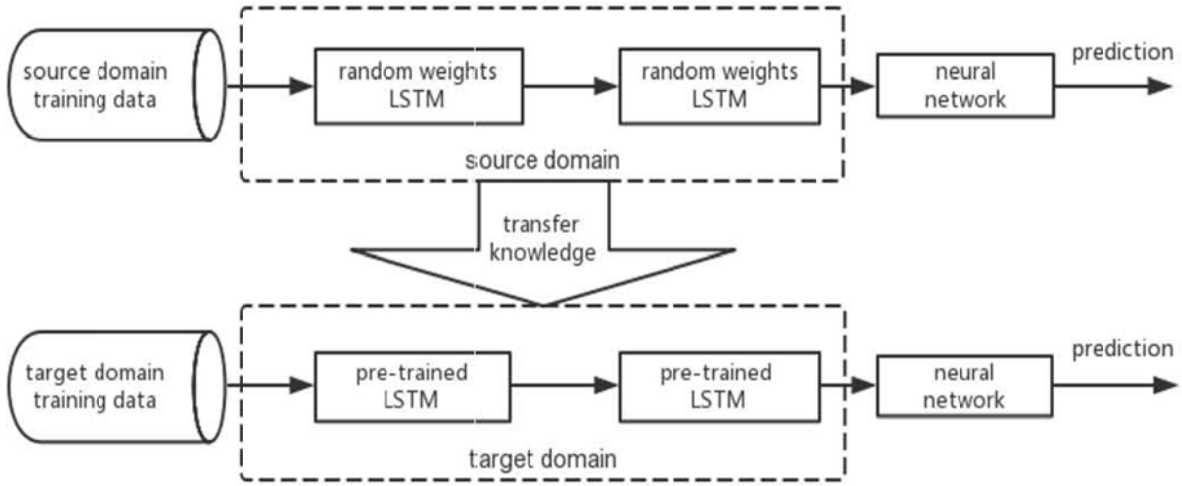 source domain
training data
random weights
LSTM
random weights
LSTM
neural
network
prediction
source domain
transfer
knowledge
target domain
training data
pre-trained
LSTM
pre-trained
LSTM
neural
network
prediction
target domain